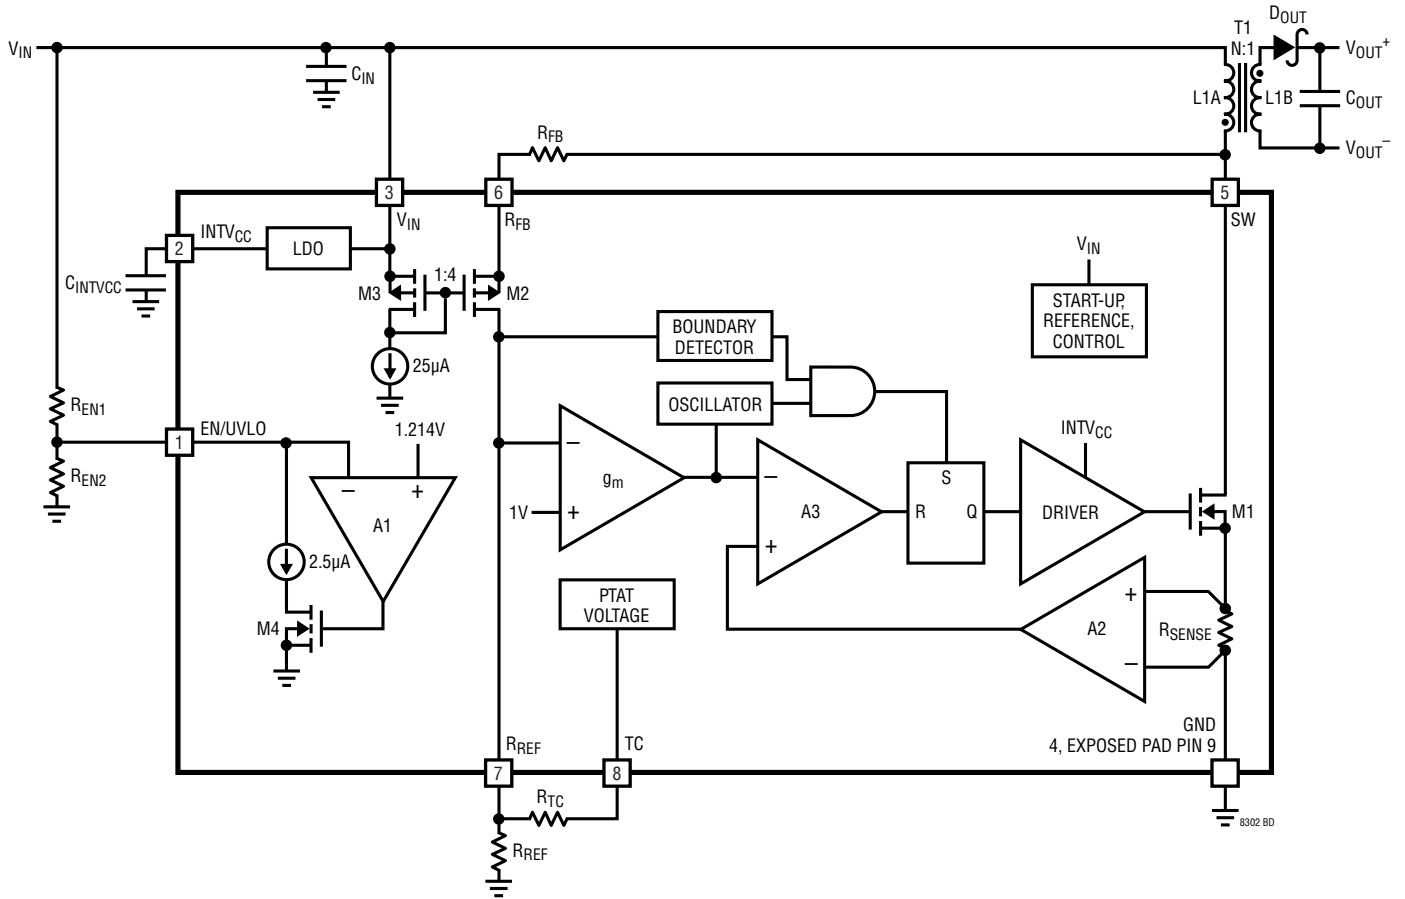 DOUT
T1
N:1
VIN
CIN
L1A
L1B
VOUT+
COUT
VOUT–
RFB
3
6
5
VIN
RFB
SW
2
INTVCC
LDO
CINTVCC
M3
1:4
M2
25µA
VIN
START-UP,
REFERENCE,
CONTROL
BOUNDARY
DETECTOR
OSCILLATOR
REN1
1
EN/UVLO
1.214V
REN2
–
+
A1
2.5µA
M4
–
gm
1V
+
–
A3
+
S
R
Q
INTVCC
DRIVER
M1
PTAT
VOLTAGE
+
A2
–
RSENSE
GND
4, EXPOSED PAD PIN 9
RREF
TC
7
8
RTC
RREF
8302 BD